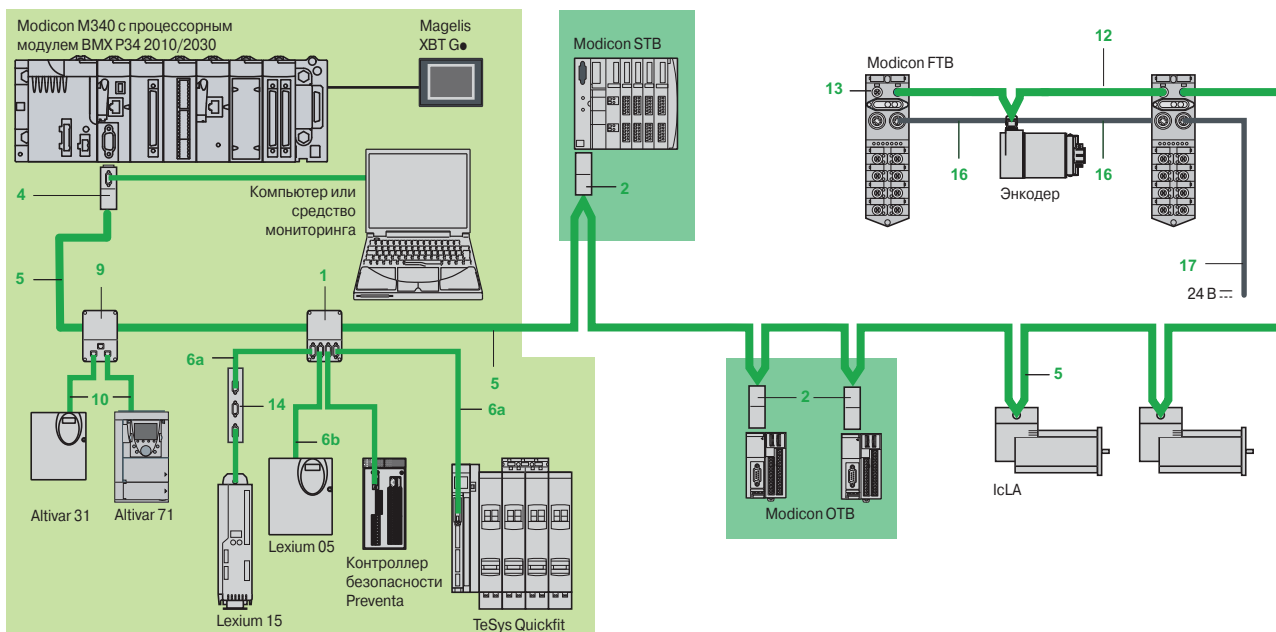 Modicon M340 с процессорным
модулем BMX P34 2010/2030
Magelis
XBT G●
Modicon STB
12
Modicon FTB
13
4
Компьютер или
средство
мониторинга
2
16
16
Энкодер
5
9
1
17
24 В
6a
5
6a
5
10
14
2
6b
Altivar 31
Altivar 71
Lexium 05
Контроллер
безопасности
Preventa
Lexium 15
TeSys Quickfit
Modicon OTB
IcLA